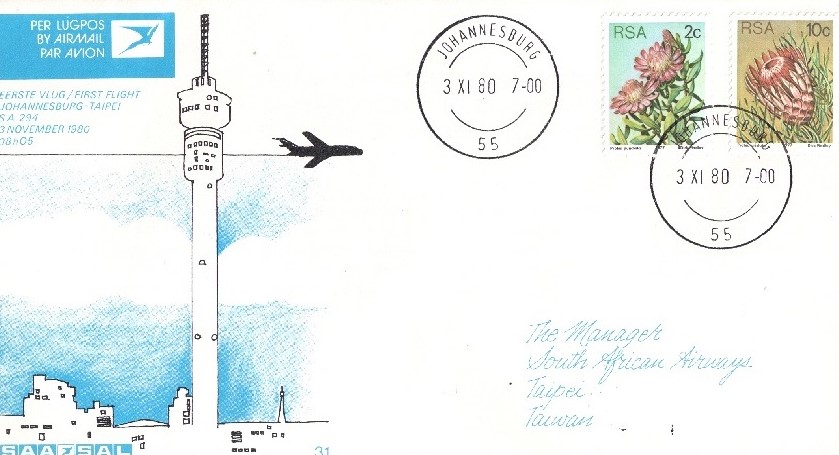 PER LUGPOS
BY AIRMAIL
PAR AVION
EERSTE VLUG / FIRST FLIGHT
JOHANNESBURG - TAIPEI
SA 294
3 NOVEMBER 1980
08h05
JOHANNESBURG
3 XI 80 7-00
55
RSA 2c
RSA 10c
JOHANNESBURG
3 XI 80 7-00
55
The Manager
South African Airways
Taipei
Taiwan
SAA SAL
31